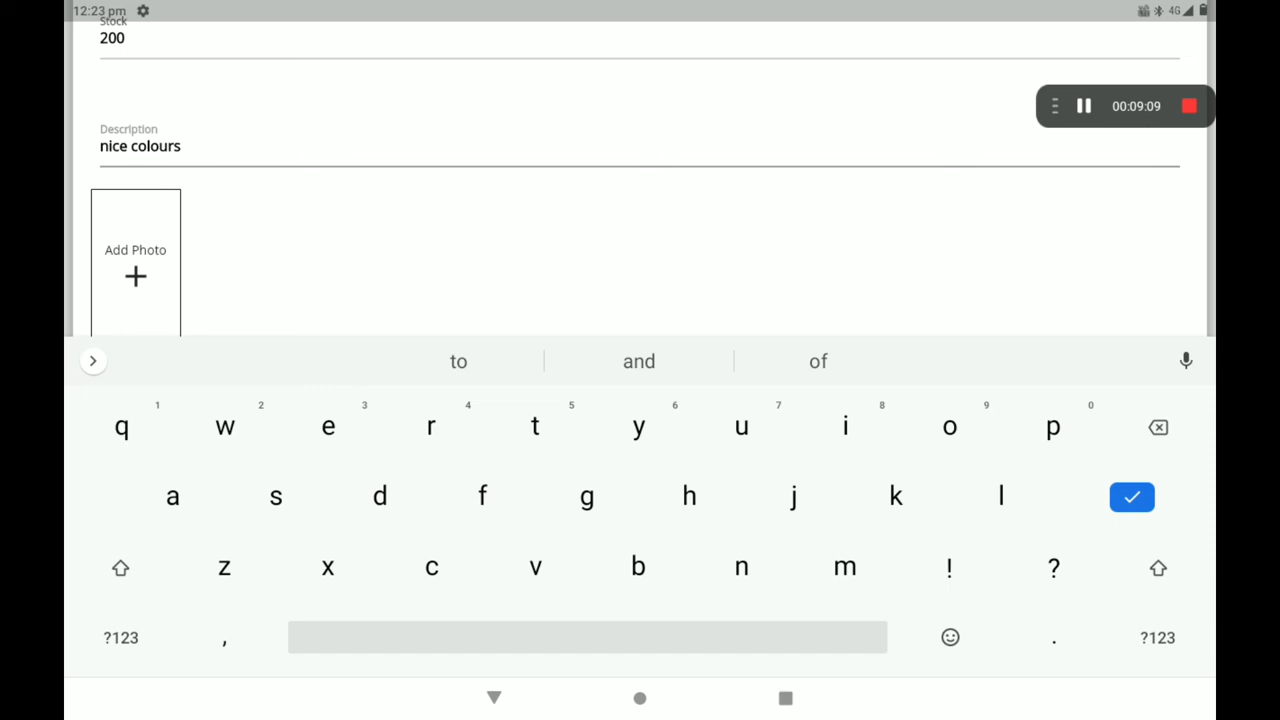 12:23 pm 4G
Stock
200
00:09:09
Description
nice colours
Add Photo
to and of
1 2 3 4 5 6 7 8 9 0
q w e r t y u i o p
a s d f g h j k l
z x c v b n m ! ?
?123 , . ?123